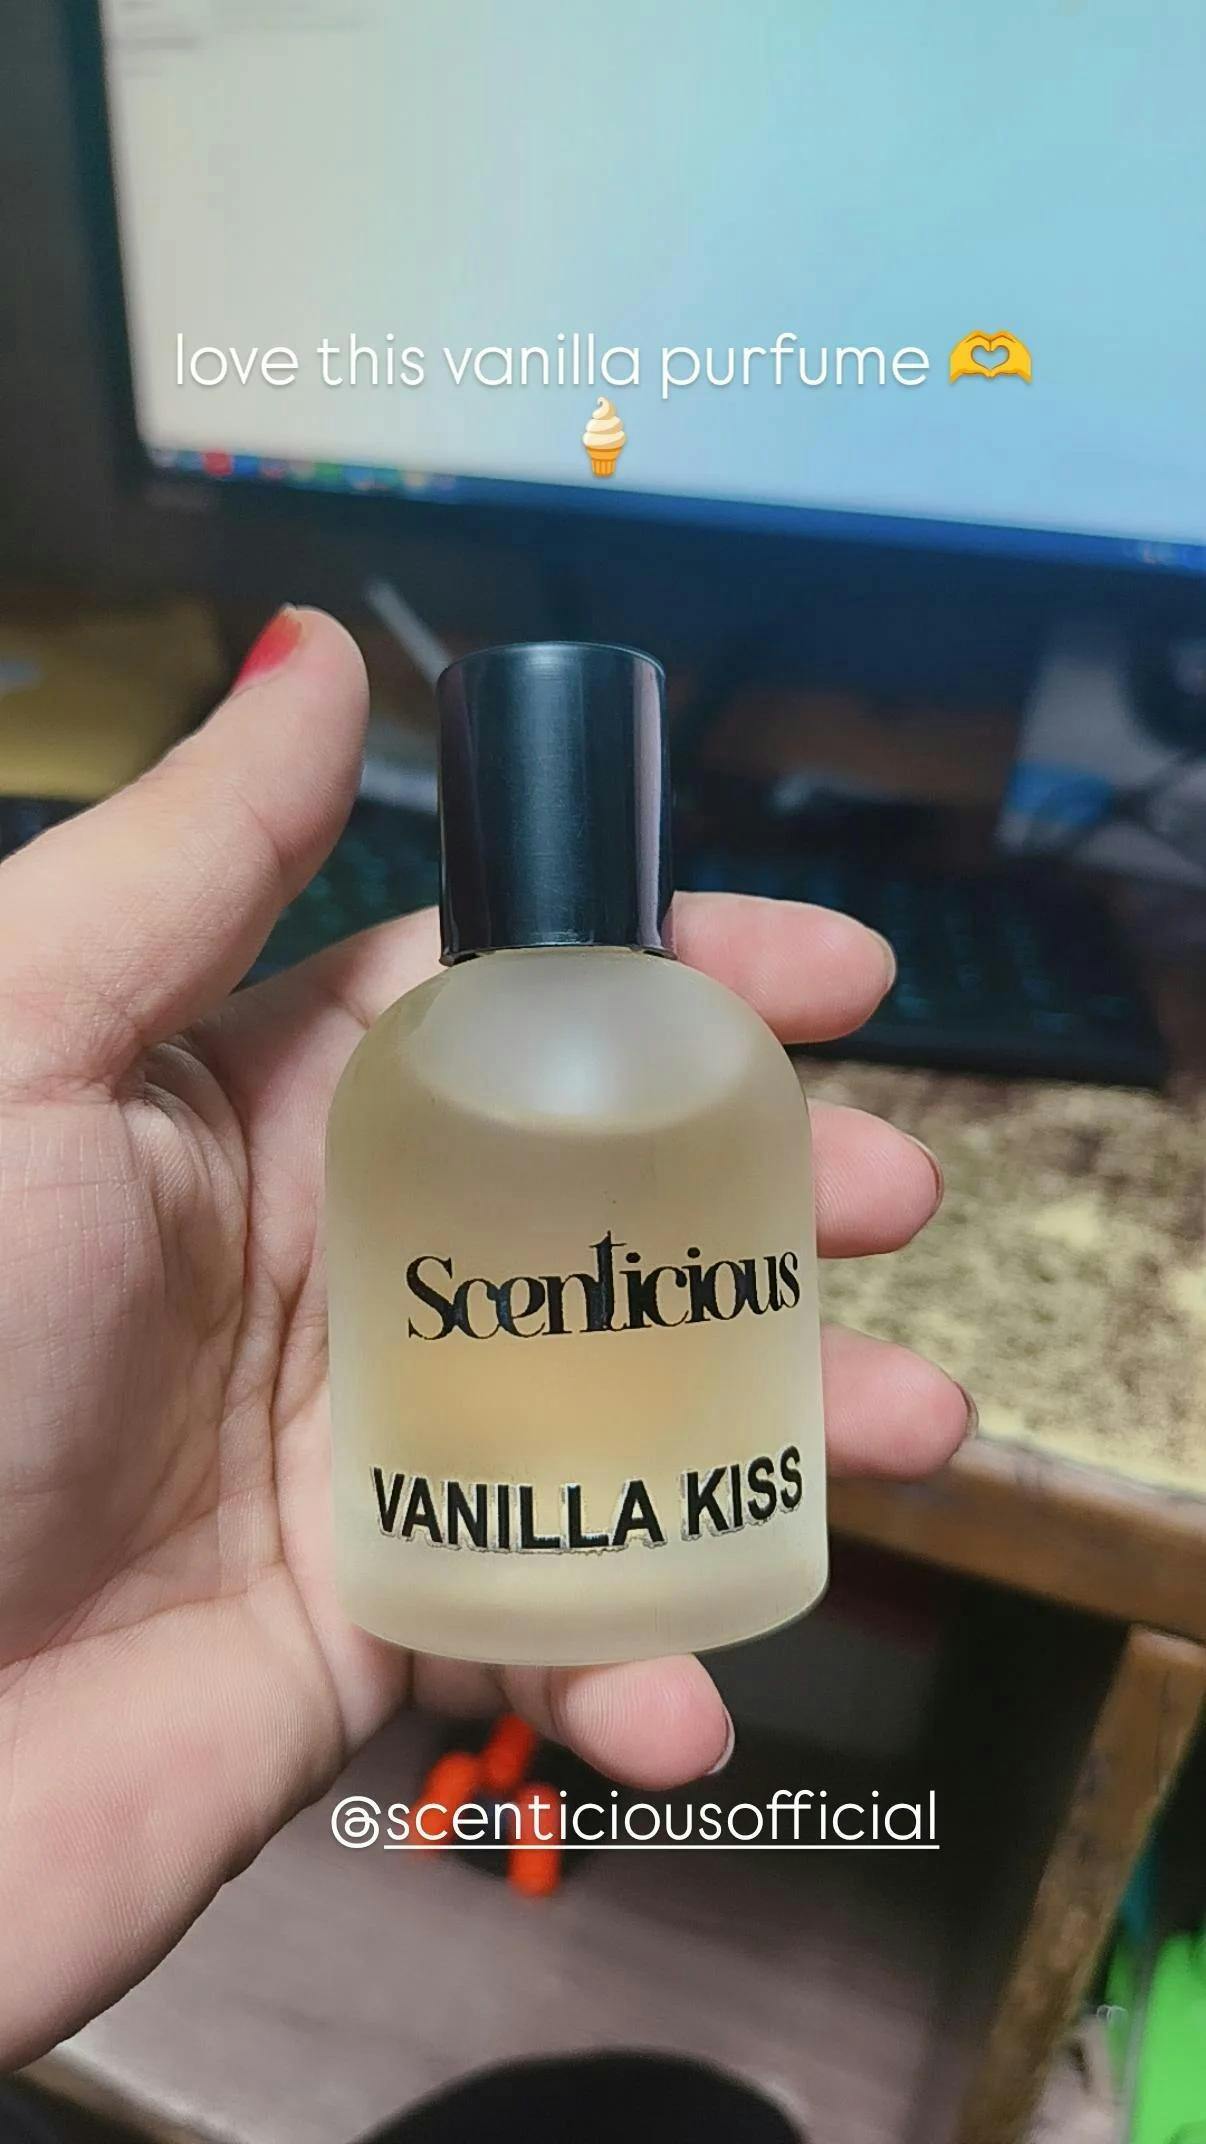 love this vanilla purfume 🫶
🍦
Scenticious
VANILLA KISS
@scenticiousofficial